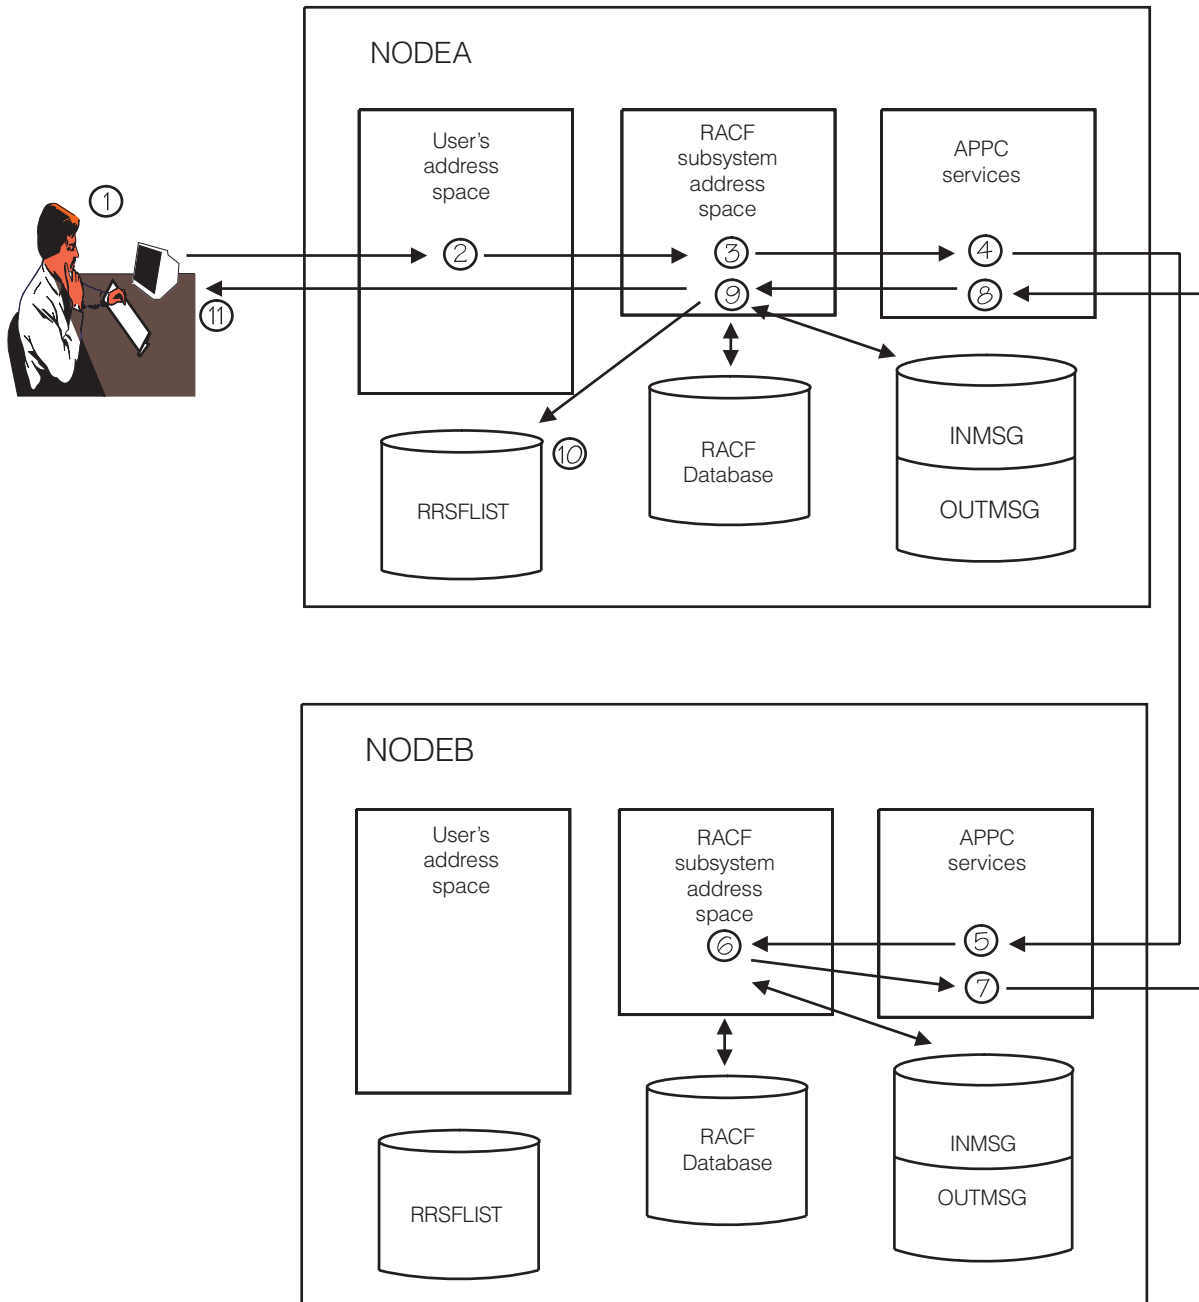 NODEA
User's
address
space
RACF
subsystem
address
space
APPC
services
1
2
3
4
9
8
11
10
RRSFLIST
RACF
Database
INMSG
OUTMSG
NODEB
User's
address
space
RACF
subsystem
address
space
APPC
services
6
5
7
RRSFLIST
RACF
Database
INMSG
OUTMSG